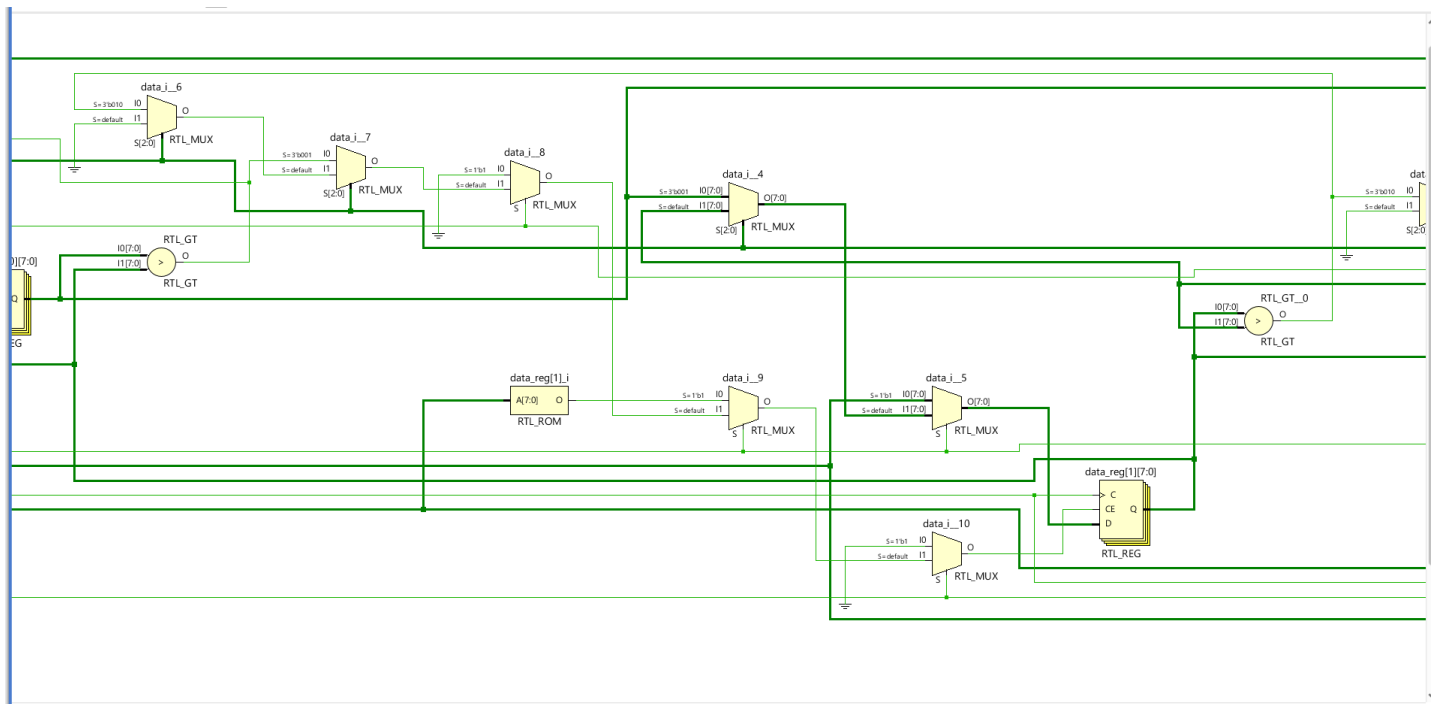 data_i__6
S=3'b010 I0
S=default I1
O
S[2:0]
RTL_MUX
data_i__7
S=3'b001 I0
S=default I1
O
S[2:0]
RTL_MUX
data_i__8
S=1'b1 I0
S=default I1
O
S
RTL_MUX
data_i__4
S=3'b001 I0[7:0]
S=default I1[7:0]
O[7:0]
S[2:0]
RTL_MUX
dat
S=3'b010 I0
S=default I1
S[2:0
RTL_GT
I0[7:0]
I1[7:0]
>
O
RTL_GT
0][7:0]
Q
EG
RTL_GT__0
I0[7:0]
I1[7:0]
>
O
RTL_GT
data_reg[1]_i
A[7:0] O
RTL_ROM
data_i__9
S=1'b1 I0
S=default I1
O
S
RTL_MUX
data_i__5
S=1'b1 I0[7:0]
S=default I1[7:0]
O[7:0]
S
RTL_MUX
data_reg[1][7:0]
C
CE Q
D
RTL_REG
data_i__10
S=1'b1 I0
S=default I1
O
S
RTL_MUX